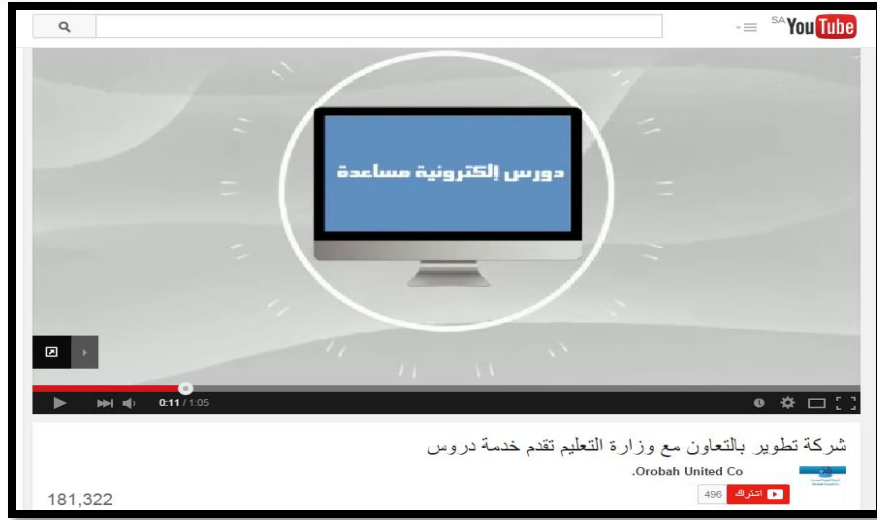 SA YouTube
دورس إلكترونية مساعدة
0:11 / 1:05
شركة تطوير بالتعاون مع وزارة التعليم تقدم خدمة دروس
.Orobah United Co
اشتراك 496
181,322